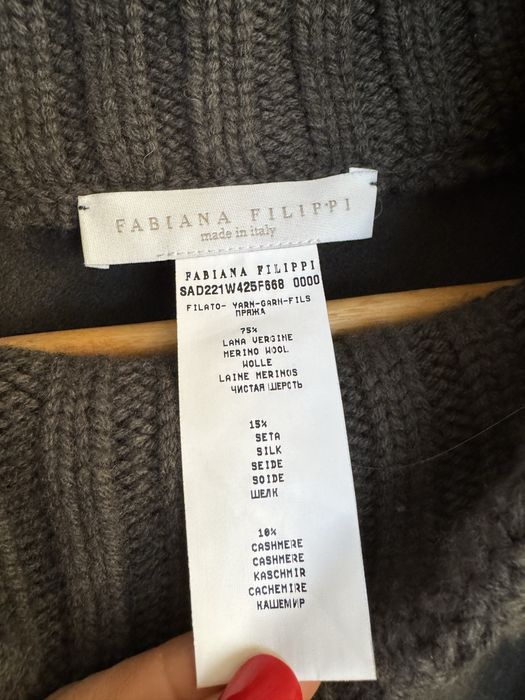 FABIANA FILIPPI
made in italy
FABIANA FILIPPI
SAD221W425F668 0000
FILATO- YARN-GARN-FILS
ПРЯЖА
75%
LANA VERGINE
MERINO WOOL
WOLLE
LAINE MERINOS
ЧИСТАЯ ШЕРСТЬ
15%
SETA
SILK
SEIDE
SOIDE
ШЕЛК
10%
CASHMERE
CASHMERE
KASCHMIR
CACHEMIRE
КАШЕМИР